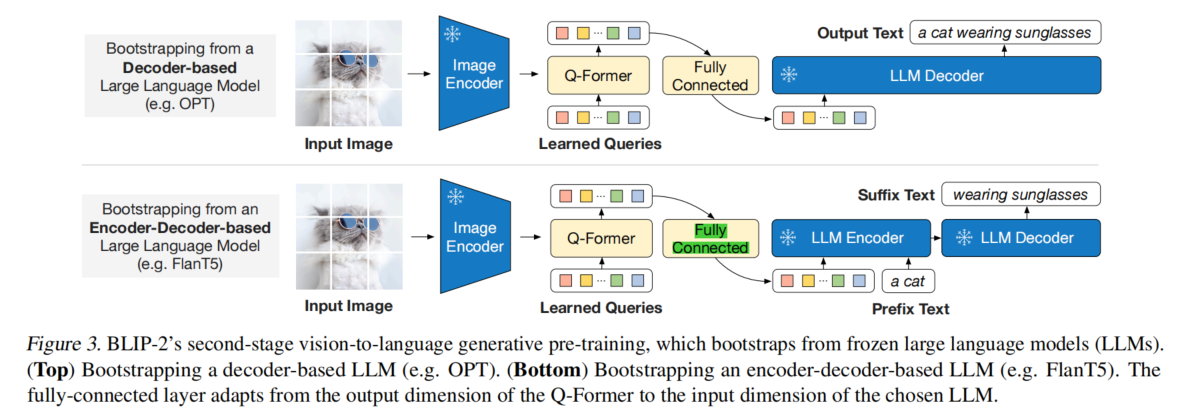 Bootstrapping from a
Decoder-based
Large Language Model
(e.g. OPT)
Input Image
Image
Encoder
Q-Former
Learned Queries
Fully
Connected
Output Text
a cat wearing sunglasses
LLM Decoder
Bootstrapping from an
Encoder-Decoder-based
Large Language Model
(e.g. FlanT5)
Input Image
Image
Encoder
Q-Former
Learned Queries
Fully
Connected
Suffix Text
wearing sunglasses
LLM Encoder
LLM Decoder
a cat
Prefix Text
Figure 3. BLIP-2’s second-stage vision-to-language generative pre-training, which bootstraps from frozen large language models (LLMs).
(Top) Bootstrapping a decoder-based LLM (e.g. OPT). (Bottom) Bootstrapping an encoder-decoder-based LLM (e.g. FlanT5). The
fully-connected layer adapts from the output dimension of the Q-Former to the input dimension of the chosen LLM.